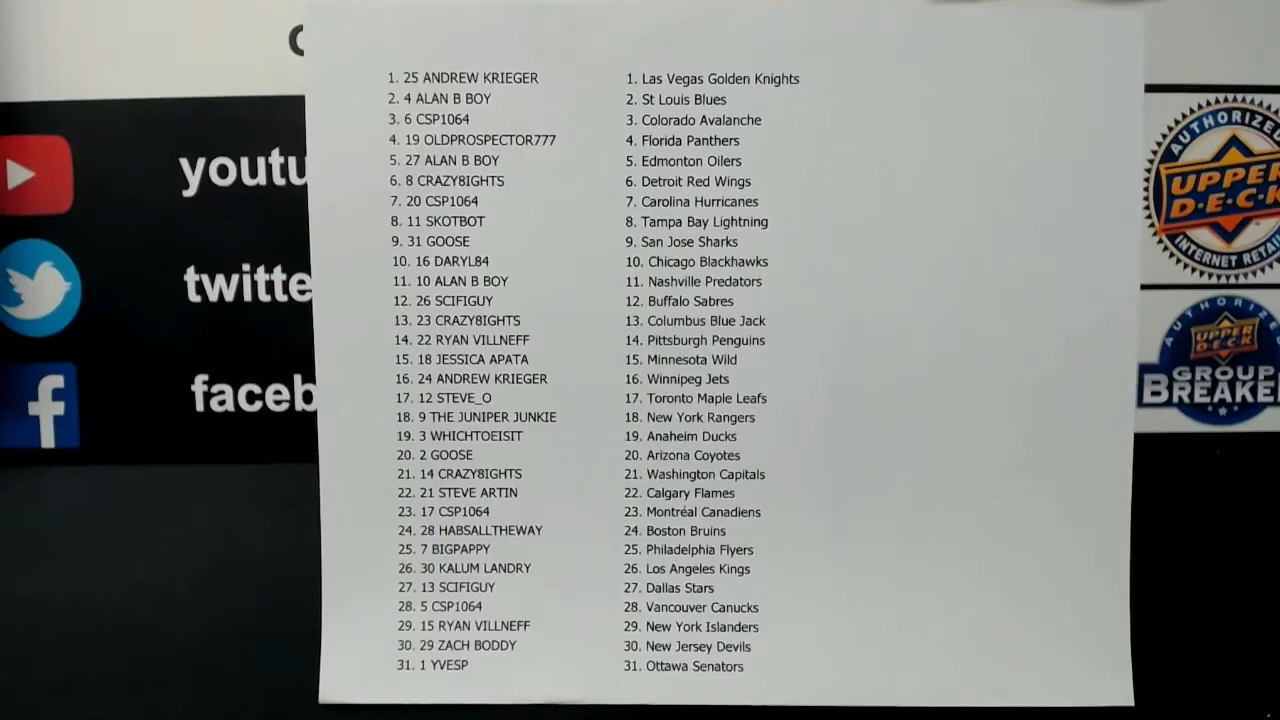 1. 25 ANDREW KRIEGER 1. Las Vegas Golden Knights
2. 4 ALAN B BOY 2. St Louis Blues
3. 6 CSP1064 3. Colorado Avalanche
4. 19 OLDPROSPECTOR777 4. Florida Panthers
5. 27 ALAN B BOY 5. Edmonton Oilers
6. 8 CRAZY8IGHTS 6. Detroit Red Wings
7. 20 CSP1064 7. Carolina Hurricanes
8. 11 SKOTBOT 8. Tampa Bay Lightning
9. 31 GOOSE 9. San Jose Sharks
10. 16 DARYL84 10. Chicago Blackhawks
11. 10 ALAN B BOY 11. Nashville Predators
12. 26 SCIFIGUY 12. Buffalo Sabres
13. 23 CRAZY8IGHTS 13. Columbus Blue Jack
14. 22 RYAN VILLNEFF 14. Pittsburgh Penguins
15. 18 JESSICA APATA 15. Minnesota Wild
16. 24 ANDREW KRIEGER 16. Winnipeg Jets
17. 12 STEVE_O 17. Toronto Maple Leafs
18. 9 THE JUNIPER JUNKIE 18. New York Rangers
19. 3 WHICHTOEISIT 19. Anaheim Ducks
20. 2 GOOSE 20. Arizona Coyotes
21. 14 CRAZY8IGHTS 21. Washington Capitals
22. 21 STEVE ARTIN 22. Calgary Flames
23. 17 CSP1064 23. Montréal Canadiens
24. 28 HABSALLTHEWAY 24. Boston Bruins
25. 7 BIGPAPPY 25. Philadelphia Flyers
26. 30 KALUM LANDRY 26. Los Angeles Kings
27. 13 SCIFIGUY 27. Dallas Stars
28. 5 CSP1064 28. Vancouver Canucks
29. 15 RYAN VILLNEFF 29. New York Islanders
30. 29 ZACH BODDY 30. New Jersey Devils
31. 1 YVESP 31. Ottawa Senators
youtu
twitte
faceb
AUTHORIZED
UPPER
D·E·C·K
INTERNET RETAI
AUTHORIZE
UPPER
DECK
GROUP
BREAKE